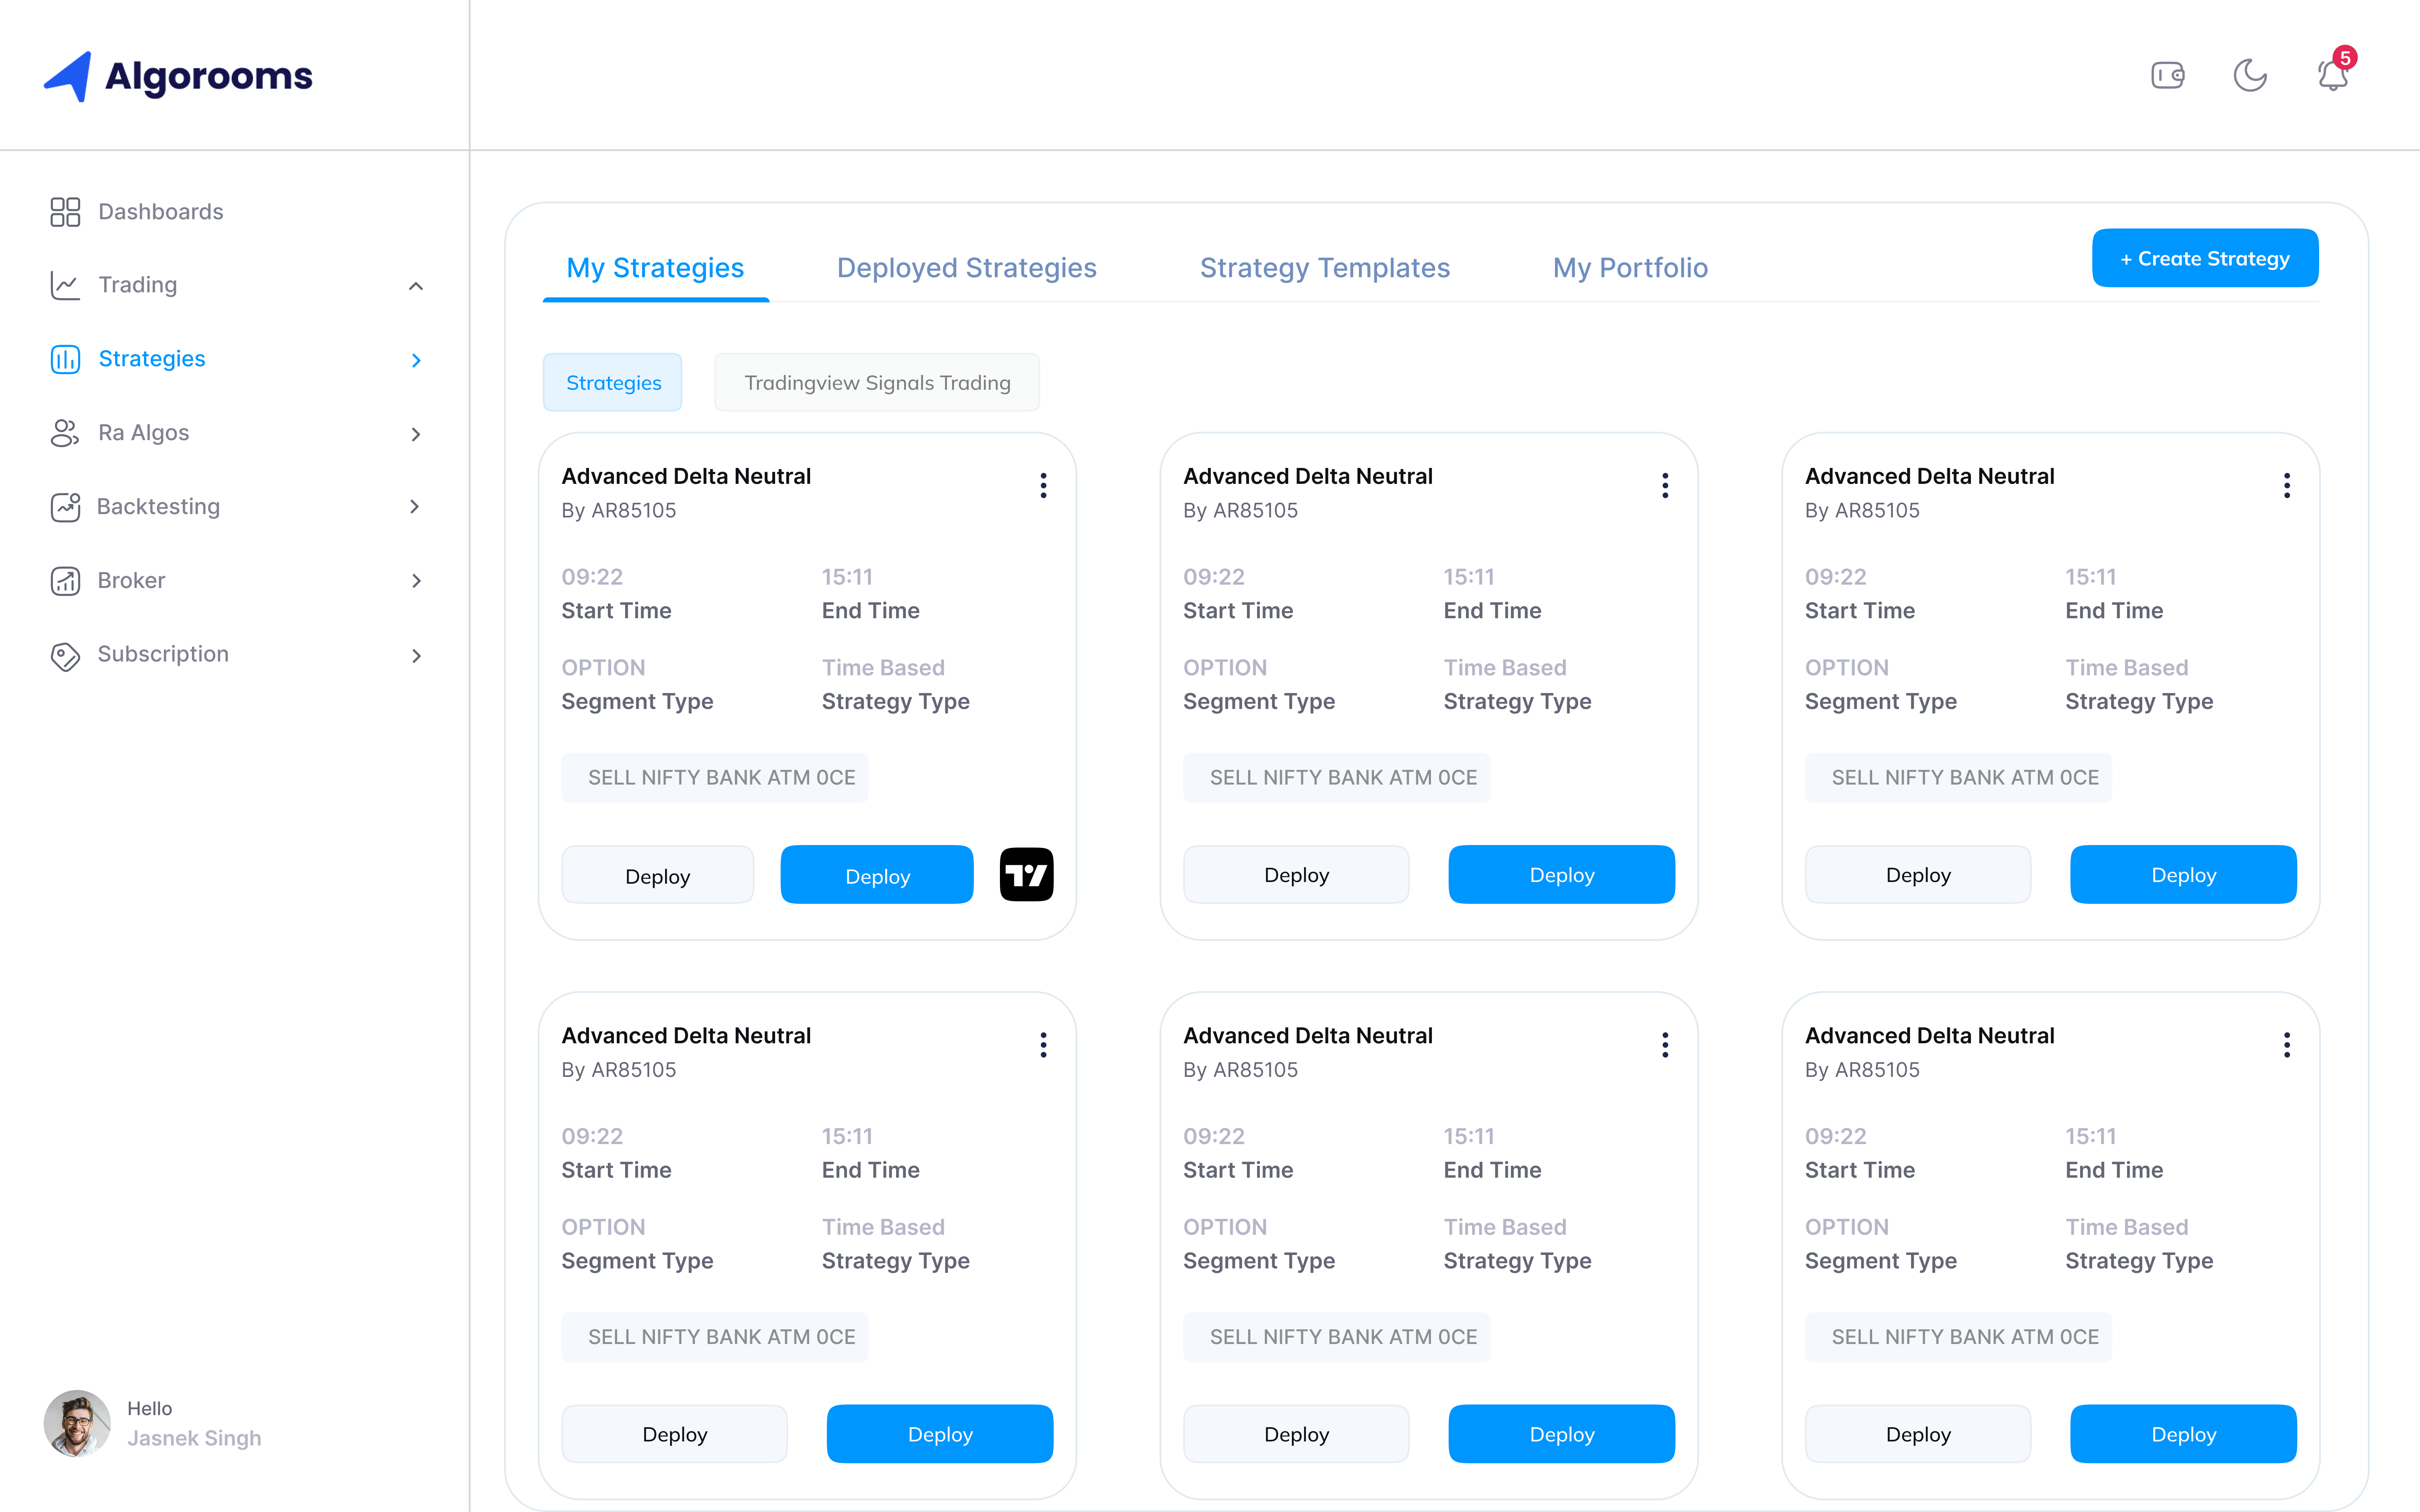 Algorooms
5
Dashboards
Trading
Strategies
Ra Algos
Backtesting
Broker
Subscription
Hello
Jasnek Singh
My Strategies Deployed Strategies Strategy Templates My Portfolio + Create Strategy
Strategies Tradingview Signals Trading
Advanced Delta Neutral
By AR85105
09:22 15:11
Start Time End Time
OPTION Time Based
Segment Type Strategy Type
SELL NIFTY BANK ATM 0CE
Deploy Deploy
Advanced Delta Neutral
By AR85105
09:22 15:11
Start Time End Time
OPTION Time Based
Segment Type Strategy Type
SELL NIFTY BANK ATM 0CE
Deploy Deploy
Advanced Delta Neutral
By AR85105
09:22 15:11
Start Time End Time
OPTION Time Based
Segment Type Strategy Type
SELL NIFTY BANK ATM 0CE
Deploy Deploy
Advanced Delta Neutral
By AR85105
09:22 15:11
Start Time End Time
OPTION Time Based
Segment Type Strategy Type
SELL NIFTY BANK ATM 0CE
Deploy Deploy
Advanced Delta Neutral
By AR85105
09:22 15:11
Start Time End Time
OPTION Time Based
Segment Type Strategy Type
SELL NIFTY BANK ATM 0CE
Deploy Deploy
Advanced Delta Neutral
By AR85105
09:22 15:11
Start Time End Time
OPTION Time Based
Segment Type Strategy Type
SELL NIFTY BANK ATM 0CE
Deploy Deploy